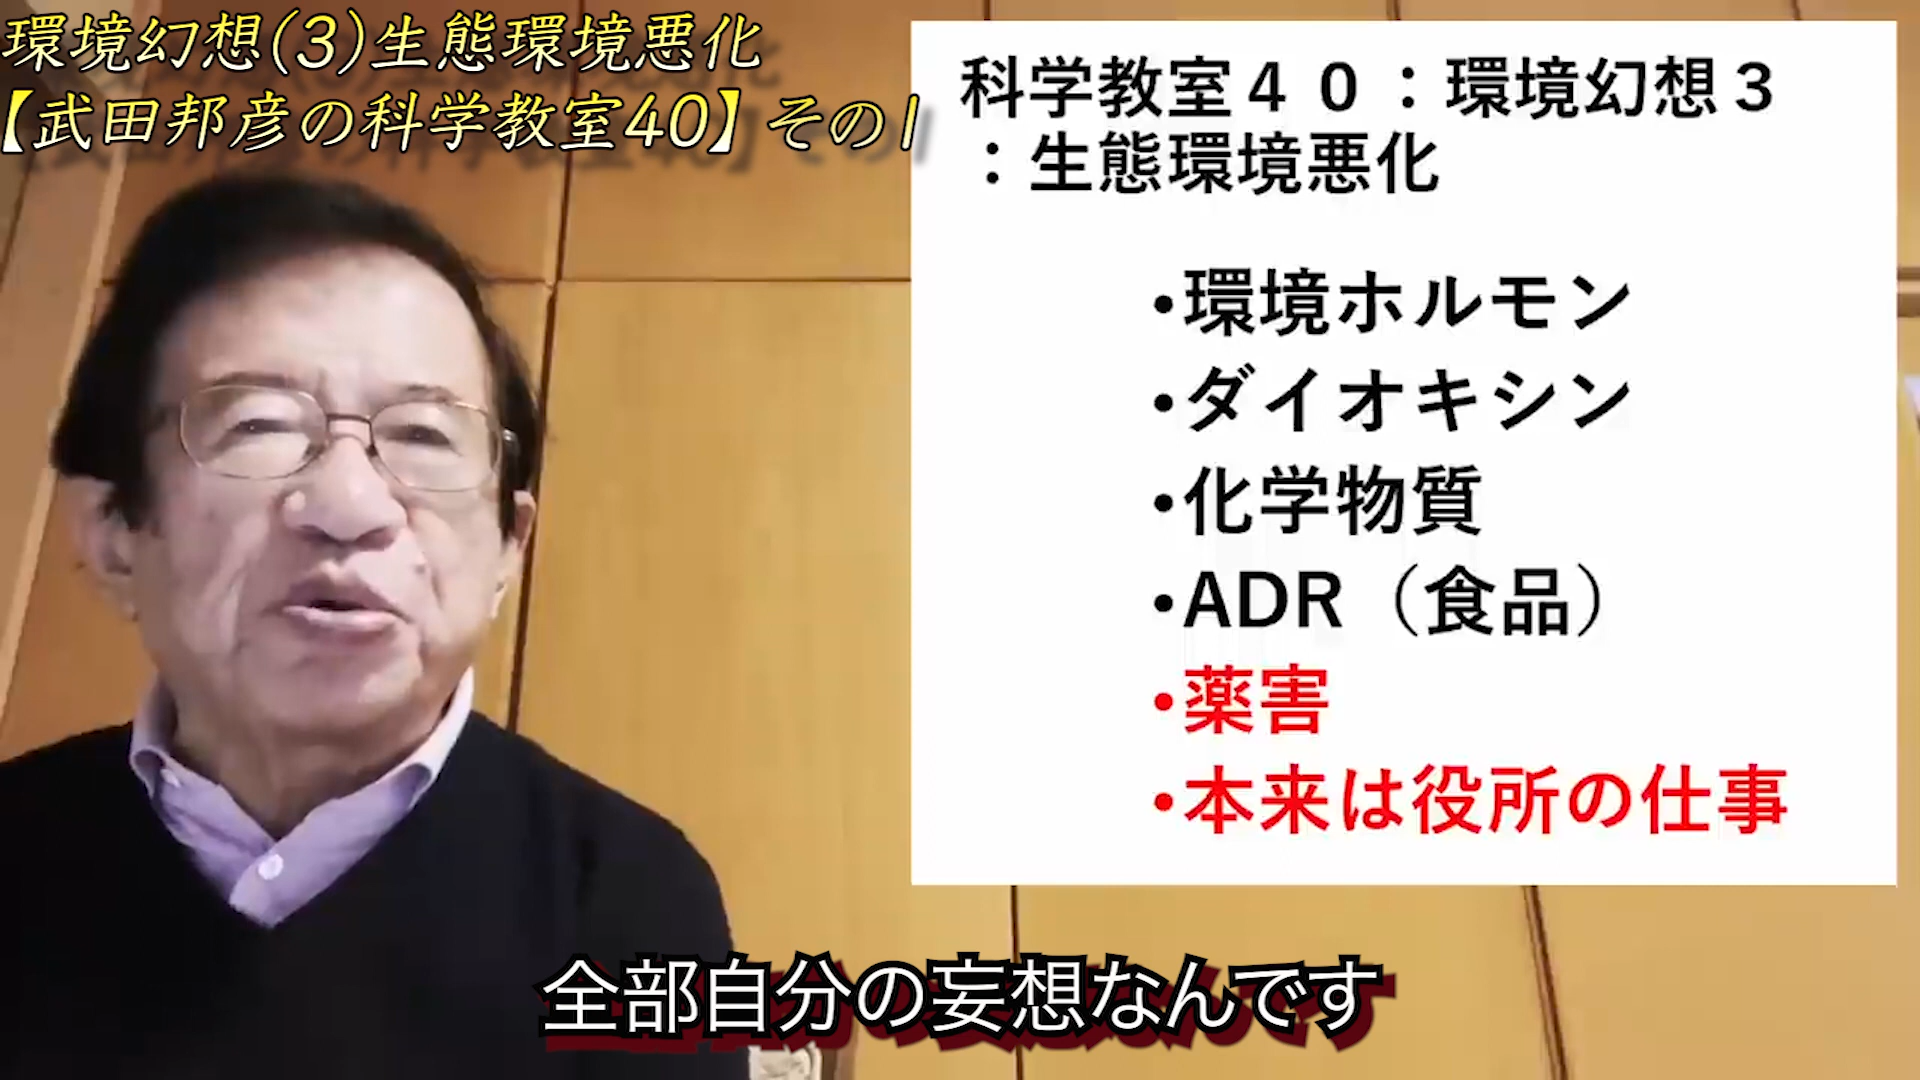 環境幻想(3)生態環境悪化
【武田邦彦の科学教室40】その1
科学教室４０：環境幻想３
：生態環境悪化
•環境ホルモン
•ダイオキシン
•化学物質
•ADR（食品）
•薬害
•本来は役所の仕事
全部自分の妄想なんです